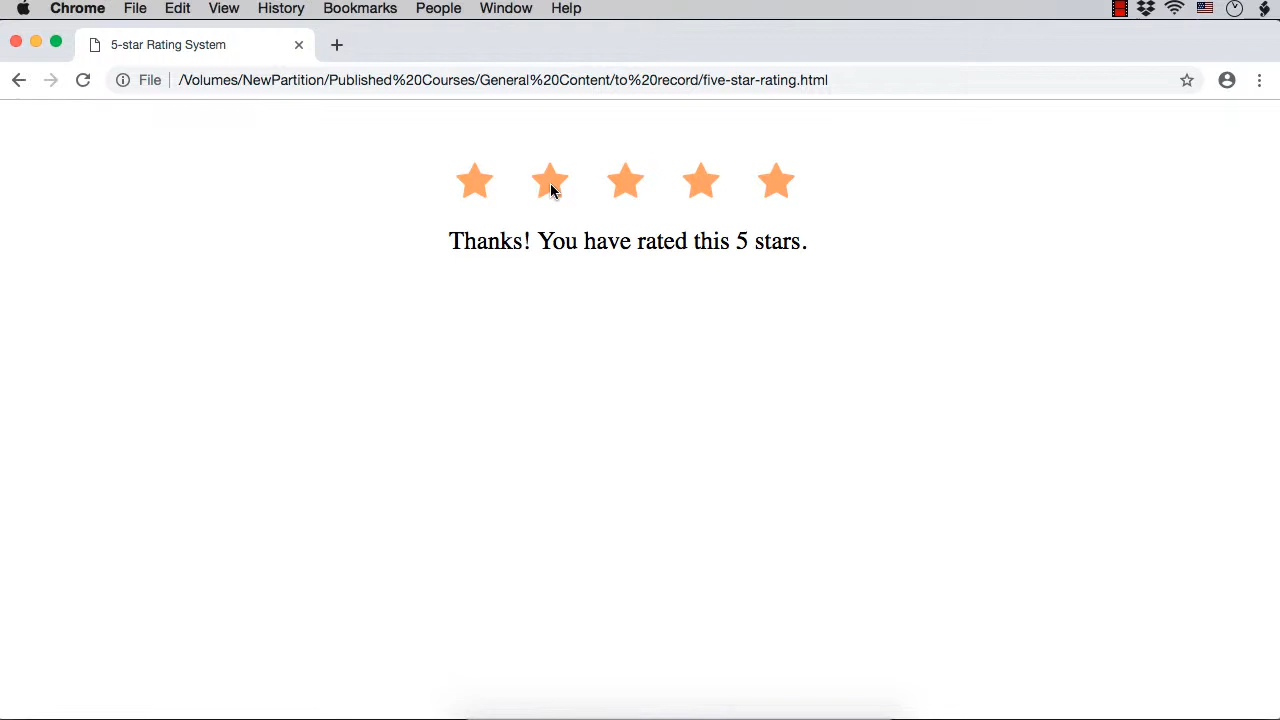 Chrome File Edit View History Bookmarks People Window Help
5-star Rating System
File /Volumes/NewPartition/Published%20Courses/General%20Content/to%20record/five-star-rating.html
Thanks! You have rated this 5 stars.